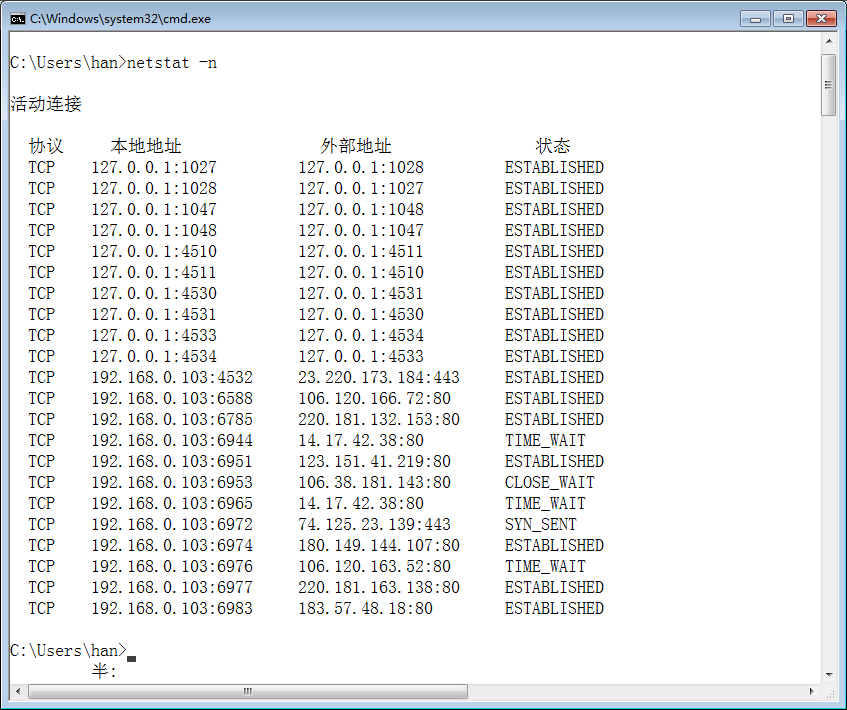 C:\Windows\system32\cmd.exe
C:\Users\han>netstat -n
活动连接
协议 本地地址 外部地址 状态
TCP 127.0.0.1:1027 127.0.0.1:1028 ESTABLISHED
TCP 127.0.0.1:1028 127.0.0.1:1027 ESTABLISHED
TCP 127.0.0.1:1047 127.0.0.1:1048 ESTABLISHED
TCP 127.0.0.1:1048 127.0.0.1:1047 ESTABLISHED
TCP 127.0.0.1:4510 127.0.0.1:4511 ESTABLISHED
TCP 127.0.0.1:4511 127.0.0.1:4510 ESTABLISHED
TCP 127.0.0.1:4530 127.0.0.1:4531 ESTABLISHED
TCP 127.0.0.1:4531 127.0.0.1:4530 ESTABLISHED
TCP 127.0.0.1:4533 127.0.0.1:4534 ESTABLISHED
TCP 127.0.0.1:4534 127.0.0.1:4533 ESTABLISHED
TCP 192.168.0.103:4532 23.220.173.184:443 ESTABLISHED
TCP 192.168.0.103:6588 106.120.166.72:80 ESTABLISHED
TCP 192.168.0.103:6785 220.181.132.153:80 ESTABLISHED
TCP 192.168.0.103:6944 14.17.42.38:80 TIME_WAIT
TCP 192.168.0.103:6951 123.151.41.219:80 ESTABLISHED
TCP 192.168.0.103:6953 106.38.181.143:80 CLOSE_WAIT
TCP 192.168.0.103:6965 14.17.42.38:80 TIME_WAIT
TCP 192.168.0.103:6972 74.125.23.139:443 SYN_SENT
TCP 192.168.0.103:6974 180.149.144.107:80 ESTABLISHED
TCP 192.168.0.103:6976 106.120.163.52:80 TIME_WAIT
TCP 192.168.0.103:6977 220.181.163.138:80 ESTABLISHED
TCP 192.168.0.103:6983 183.57.48.18:80 ESTABLISHED
C:\Users\han>
半: